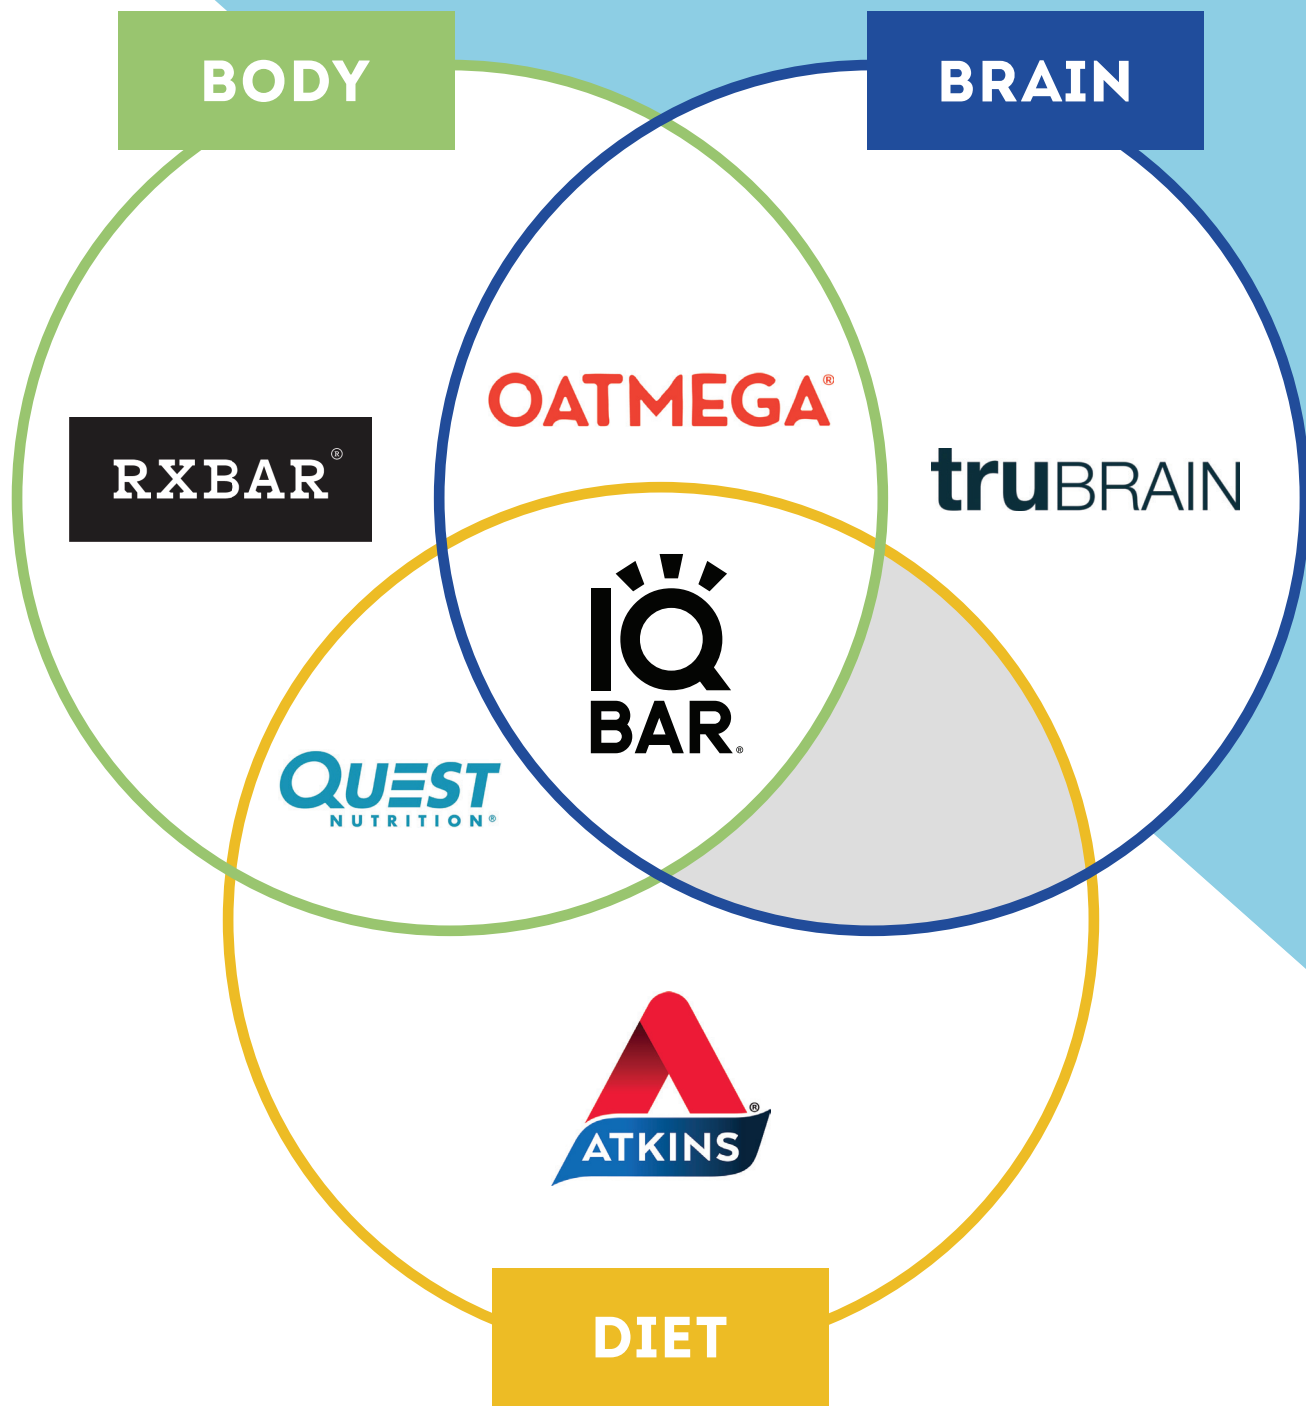 BODY
BRAIN
OATMEGA®
RXBAR®
truBRAIN
IQ
BAR®
QUEST
NUTRITION®
ATKINS®
DIET